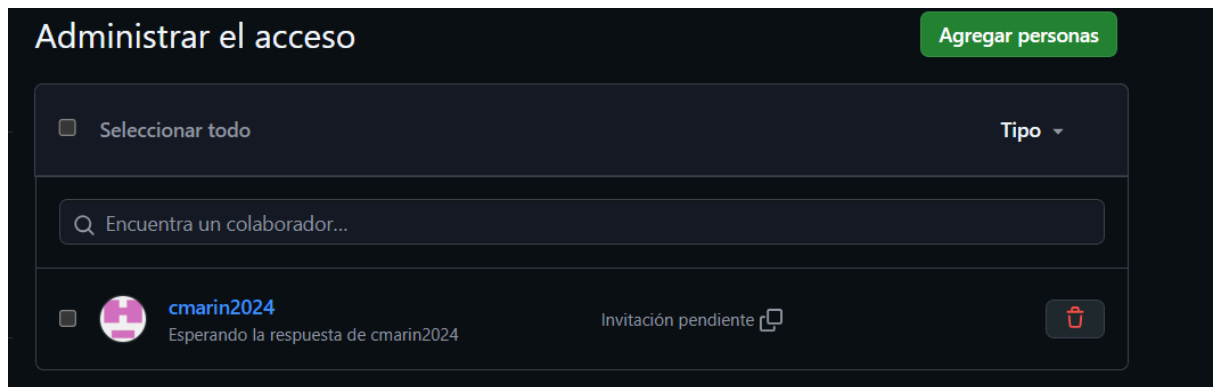 Administrar el acceso
Agregar personas
Seleccionar todo
Tipo
Encuentra un colaborador...
cmarin2024
Esperando la respuesta de cmarin2024
Invitación pendiente